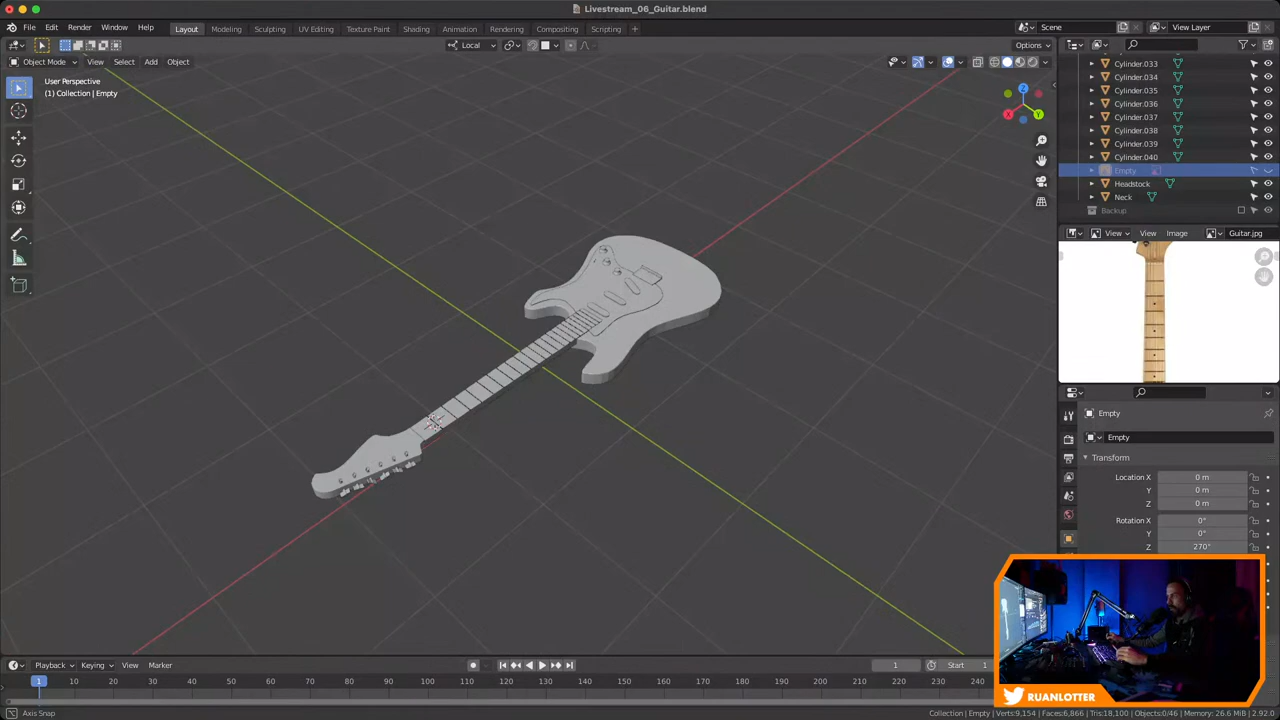 Livestream_06_Guitar.blend
File Edit Render Window Help Layout Modeling Sculpting UV Editing Texture Paint Shading Animation Rendering Compositing Scripting + Scene View Layer
Local Options
Object Mode View Select Add Object
User Perspective
(1) Collection | Empty
Z
X
Y
Cylinder.033
Cylinder.034
Cylinder.035
Cylinder.036
Cylinder.037
Cylinder.038
Cylinder.039
Cylinder.040
Empty
Headstock
Neck
Backup
View View Image Guitar.jpg
Empty
Empty
Transform
Location X 0 m
Y 0 m
Z 0 m
Rotation X 0°
Y 0°
Z 270°
RUANLOTTER
Playback Keying View Marker 1 Start 1
1 10 20 30 40 50 60 70 80 90 100 110 120 130 140 150 160 170 180 190 200 210 220 230 240
Axis Snap
Collection | Empty | Verts:9,154 | Faces:6,866 | Tris:18,100 | Objects:0/46 | Memory: 26.6 MiB | 2.92.0